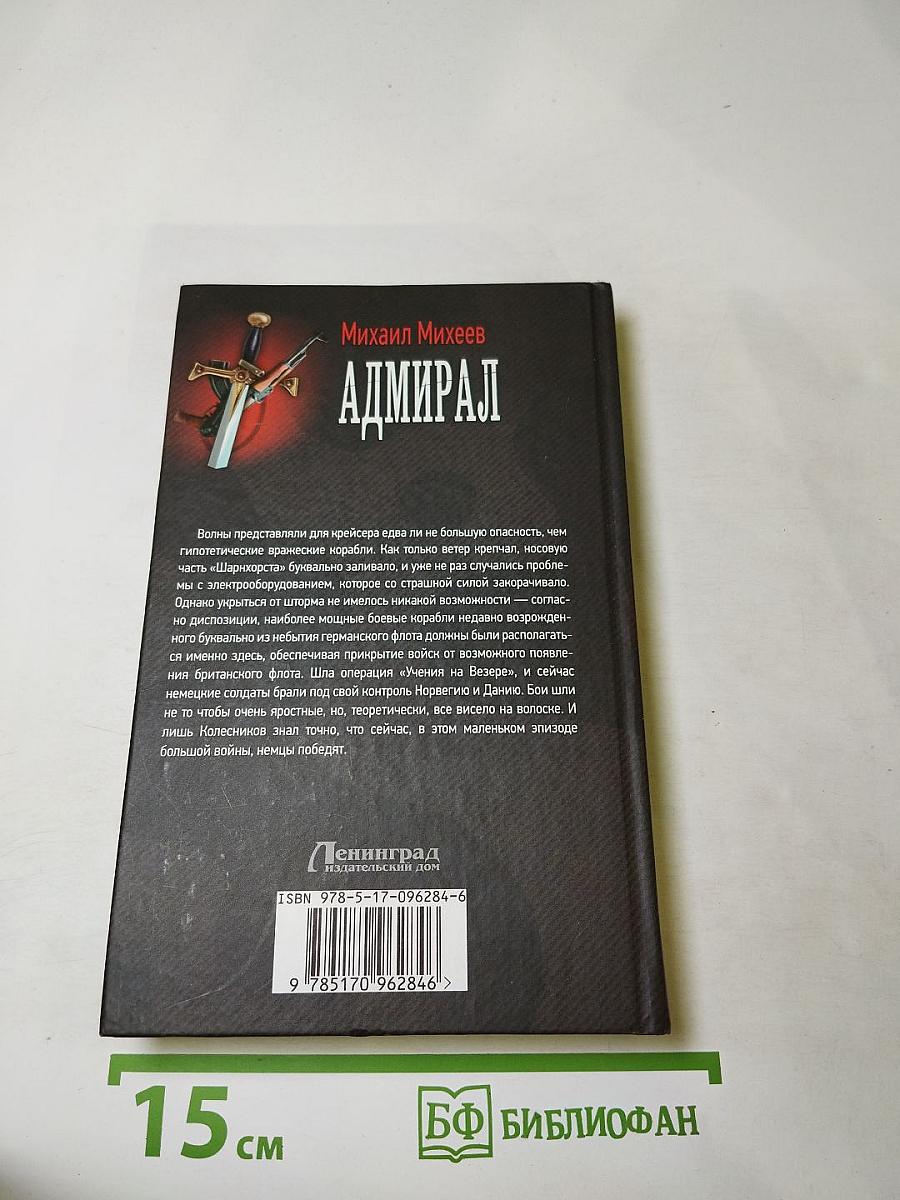 Михаил Михеев
АДМИРАЛ
Волны представляли для крейсера едва ли не большую опасность, чем
гипотетические вражеские корабли. Как только ветер крепчал, носовую
часть «Шарнхорста» буквально заливало, и уже не раз случались пробле-
мы с электрооборудованием, которое со страшной силой закорачивало.
Однако укрыться от шторма не имелось никакой возможности — соглас-
но диспозиции, наиболее мощные боевые корабли недавно возрожден-
ного буквально из небытия германского флота должны были располагать-
ся именно здесь, обеспечивая прикрытие войск от возможного появле-
ния британского флота. Шла операция «Учения на Везере», и сейчас
немецкие солдаты брали под свой контроль Норвегию и Данию. Бои шли
не то чтобы очень яростные, но, теоретически, все висело на волоске. И
лишь Колесников знал точно, что сейчас, в этом маленьком эпизоде
большой войны, немцы победят.
Ленинград
издательский дом
ISBN 978-5-17-096284-6
9 785170 962846 >
15 см
БФ БИБЛИОФАН